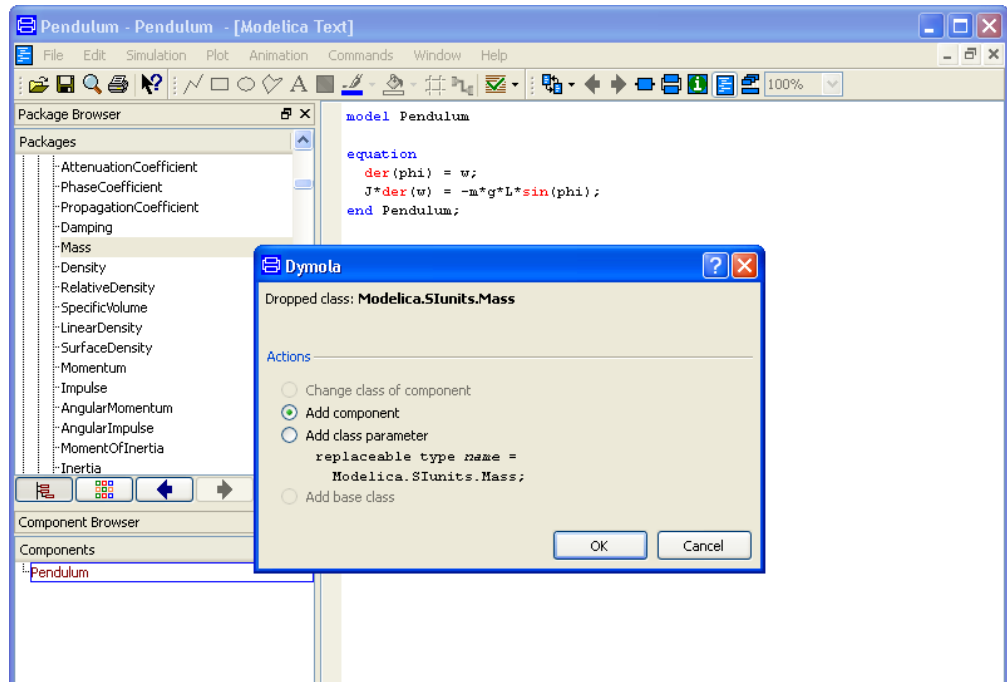 Pendulum - Pendulum - [Modelica Text]
File Edit Simulation Plot Animation Commands Window Help
A
100%
Package Browser
Packages
AttenuationCoefficient
PhaseCoefficient
PropagationCoefficient
Damping
Mass
Density
RelativeDensity
SpecificVolume
LinearDensity
SurfaceDensity
Momentum
Impulse
AngularMomentum
AngularImpulse
MomentOfInertia
Inertia
Component Browser
Components
Pendulum
model Pendulum
equation
der(phi) = w;
J*der(w) = -m*g*L*sin(phi);
end Pendulum;
Dymola
Dropped class: Modelica.SIunits.Mass
Actions
Change class of component
Add component
Add class parameter
replaceable type name =
Modelica.SIunits.Mass;
Add base class
OK Cancel